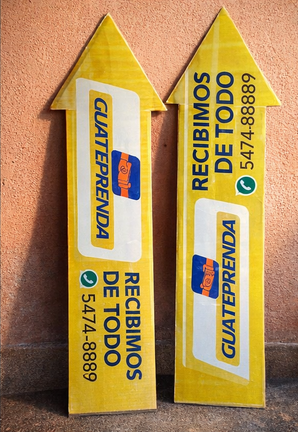 GUATEPRENDA
RECIBIMOS
DE TODO
5474-8889
RECIBIMOS
DE TODO
5474-88889
GUATEPRENDA